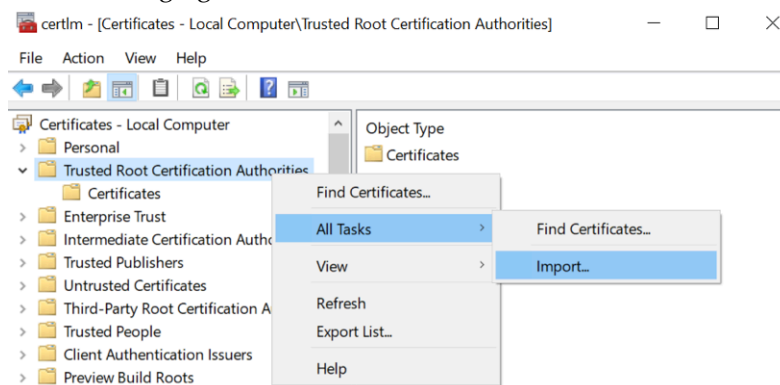 certlm - [Certificates - Local Computer\Trusted Root Certification Authorities]
File Action View Help
Certificates - Local Computer
Personal
Trusted Root Certification Authorities
Certificates
Enterprise Trust
Intermediate Certification Autho
Trusted Publishers
Untrusted Certificates
Third-Party Root Certification A
Trusted People
Client Authentication Issuers
Preview Build Roots
Object Type
Certificates
Find Certificates...
All Tasks
View
Refresh
Export List...
Help
Find Certificates...
Import...